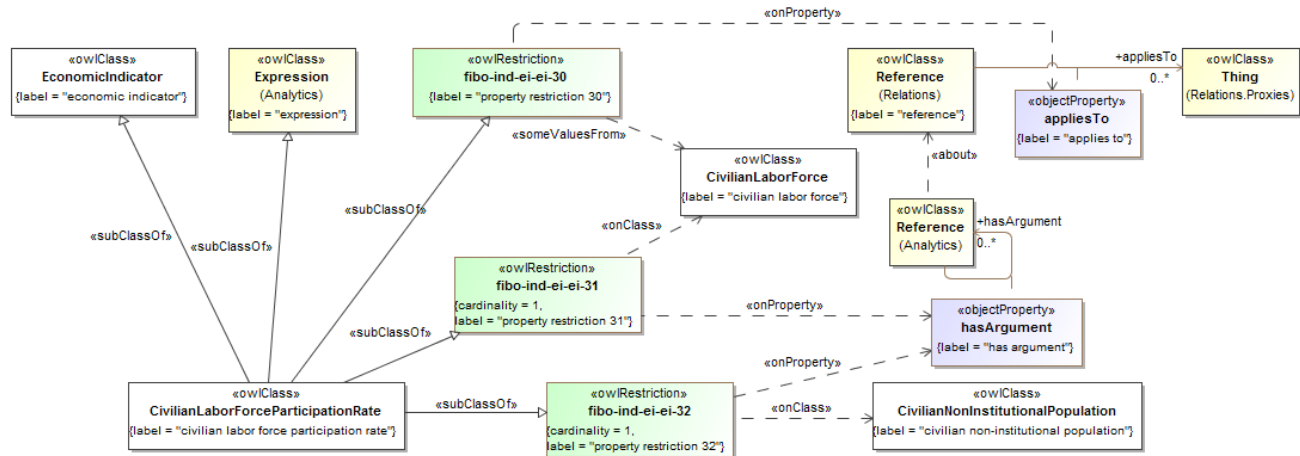 «onProperty»
«owlClass»
EconomicIndicator
{label = "economic indicator"}
«owlClass»
Expression
(Analytics)
{label = "expression"}
«owlRestriction»
fibo-ind-ei-ei-30
{label = "property restriction 30"}
«owlClass»
Reference
(Relations)
{label = "reference"}
+appliesTo
0..*
«owlClass»
Thing
(Relations.Proxies)
«objectProperty»
appliesTo
{label = "applies to"}
«someValuesFrom»
«owlClass»
CivilianLaborForce
{label = "civilian labor force"}
«about»
«subClassOf»
«subClassOf»
«subClassOf»
«onClass»
«owlClass»
Reference
(Analytics)
+hasArgument
0..*
«owlRestriction»
fibo-ind-ei-ei-31
{cardinality = 1,
label = "property restriction 31"}
«onProperty»
«objectProperty»
hasArgument
{label = "has argument"}
«subClassOf»
«onProperty»
«owlClass»
CivilianLaborForceParticipationRate
{label = "civilian labor force participation rate"}
«subClassOf»
«owlRestriction»
fibo-ind-ei-ei-32
{cardinality = 1,
label = "property restriction 32"}
«onClass»
«owlClass»
CivilianNonInstitutionalPopulation
{label = "civilian non-institutional population"}